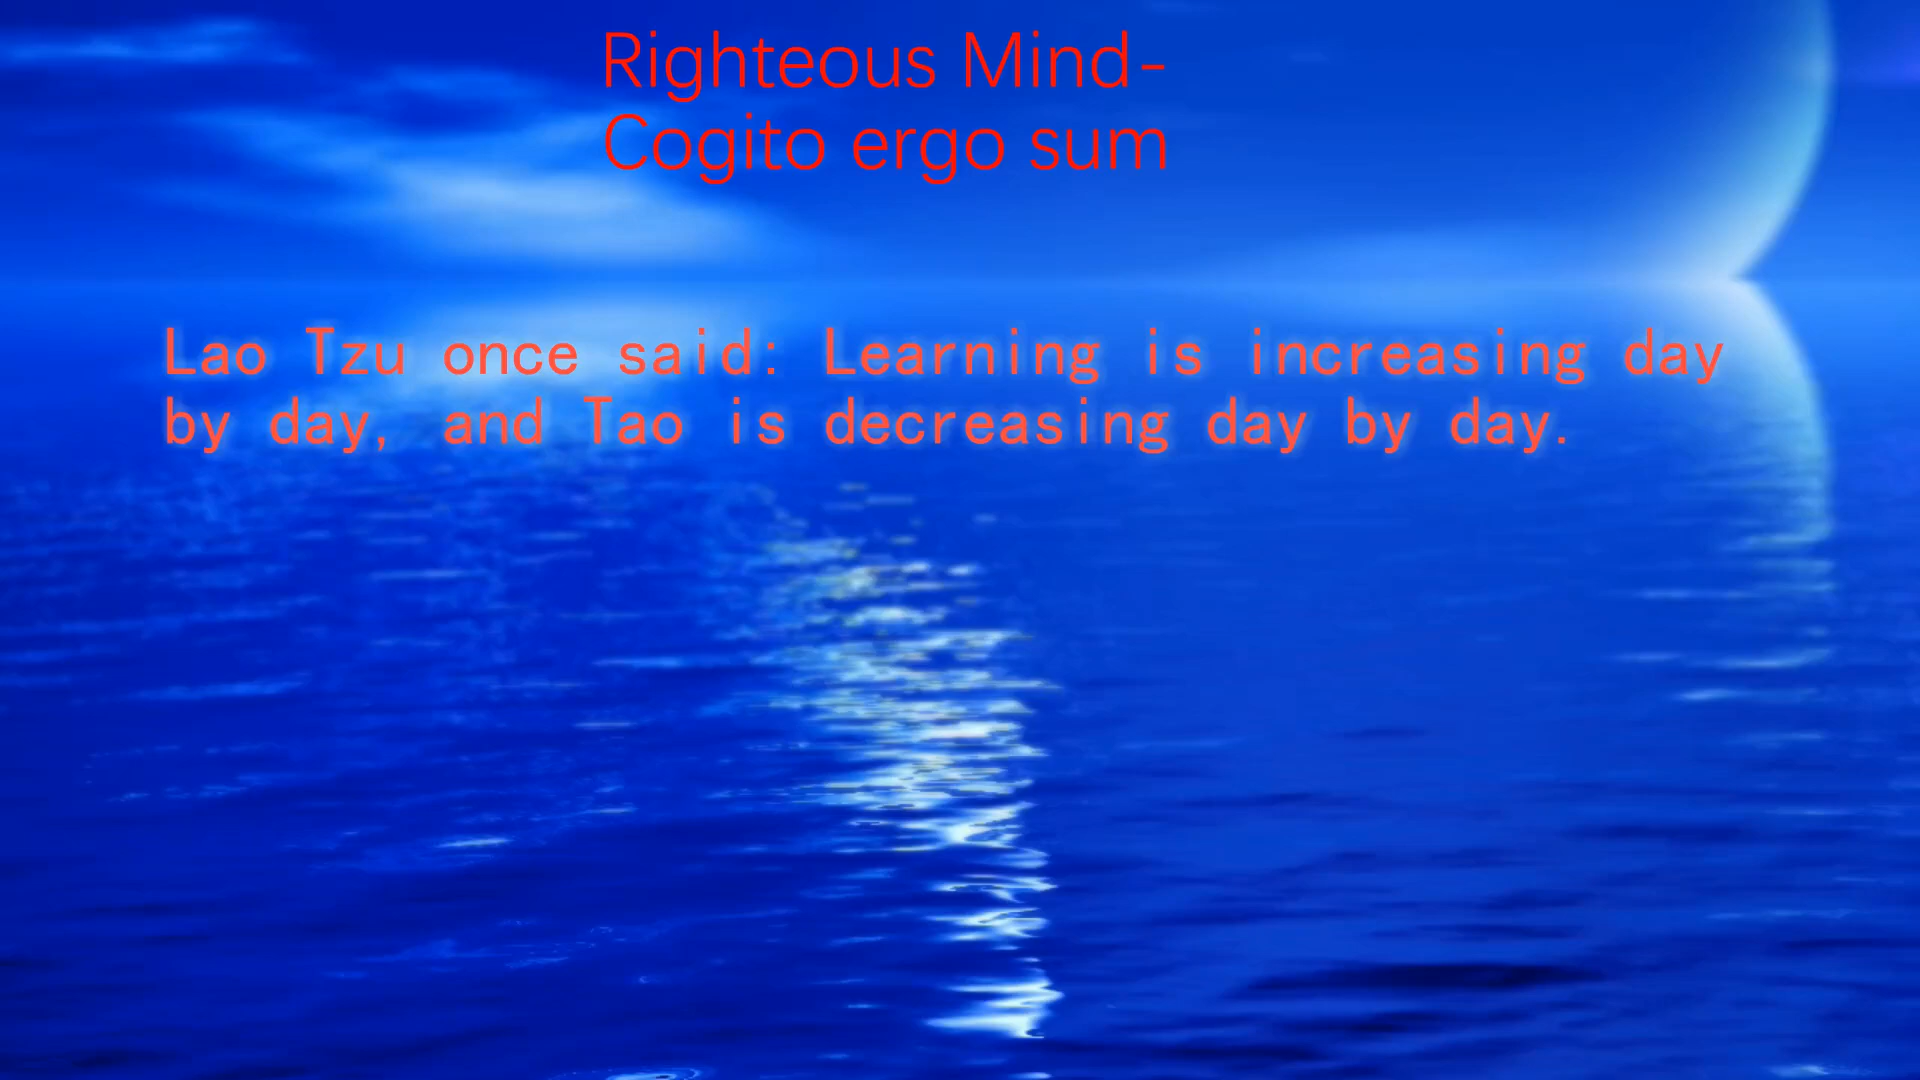 Righteous Mind-
Cogito ergo sum
Lao Tzu once said: Learning is increasing day
by day, and Tao is decreasing day by day.